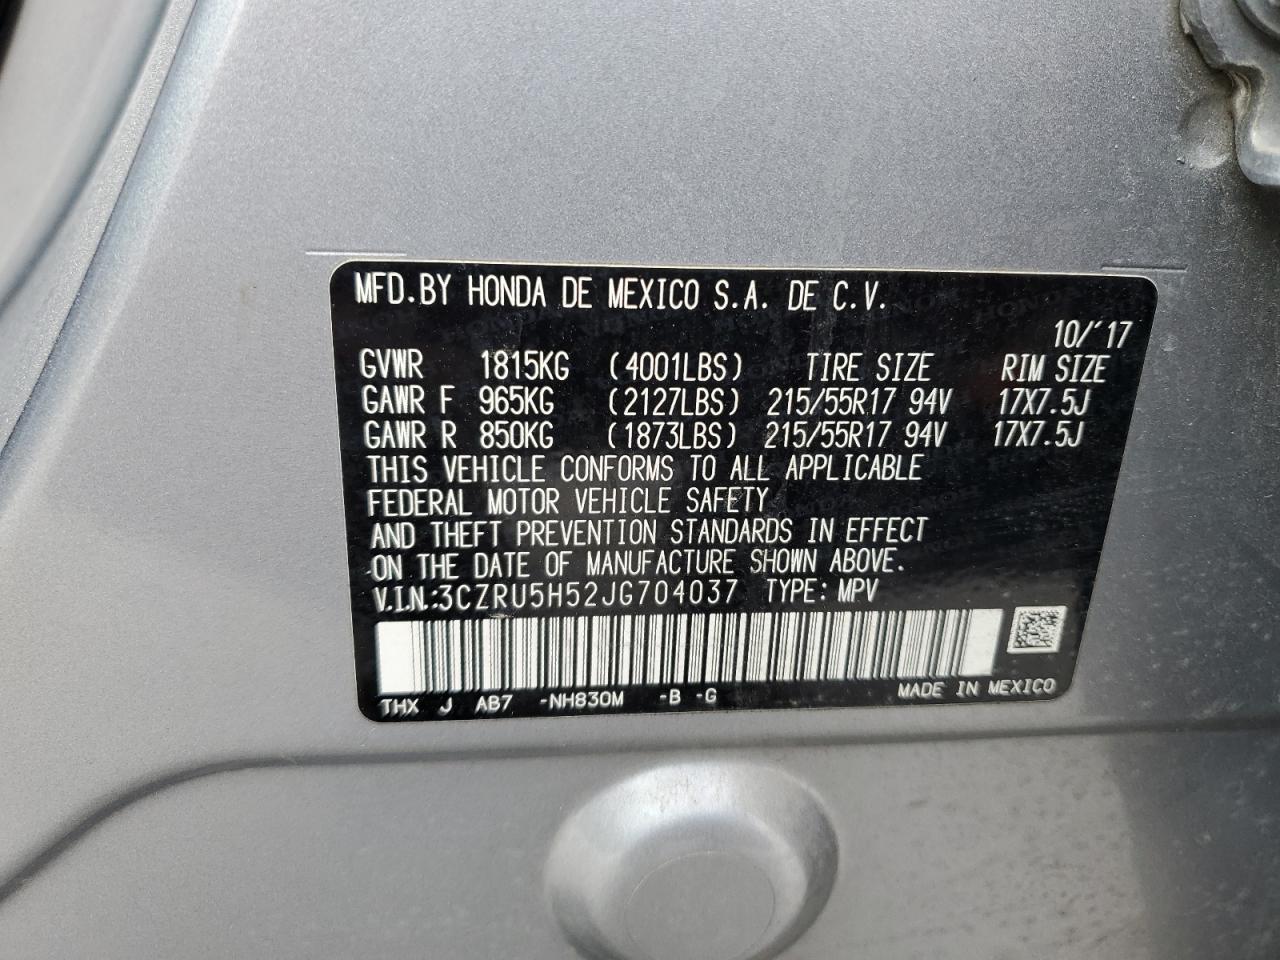 MFD.BY HONDA DE MEXICO S.A. DE C.V.
10/'17
GVWR 1815KG (4001LBS) TIRE SIZE RIM SIZE
GAWR F 965KG (2127LBS) 215/55R17 94V 17X7.5J
GAWR R 850KG (1873LBS) 215/55R17 94V 17X7.5J
THIS VEHICLE CONFORMS TO ALL APPLICABLE
FEDERAL MOTOR VEHICLE SAFETY
AND THEFT PREVENTION STANDARDS IN EFFECT
ON THE DATE OF MANUFACTURE SHOWN ABOVE.
V.I.N.:3CZRU5H52JG704037 TYPE: MPV
THX J AB7 -NH830M -B -G MADE IN MEXICO